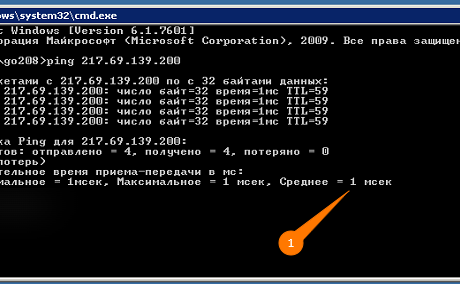 ows\system32\cmd.exe
t Windows [Version 6.1.7601]
орация Майкрософт (Microsoft Corporation), 2009. Все права защищен
\go208>ping 217.69.139.200
кетами с 217.69.139.200 по с 32 байтами данных:
217.69.139.200: число байт=32 время=1мс TTL=59
217.69.139.200: число байт=32 время=1мс TTL=59
217.69.139.200: число байт=32 время=1мс TTL=59
217.69.139.200: число байт=32 время=1мс TTL=59
ка Ping для 217.69.139.200:
тов: отправлено = 4, получено = 4, потеряно = 0
потерь)
тельное время приема-передачи в мс:
мальное = 1мсек, Максимальное = 1 мсек, Среднее = 1 мсек
1